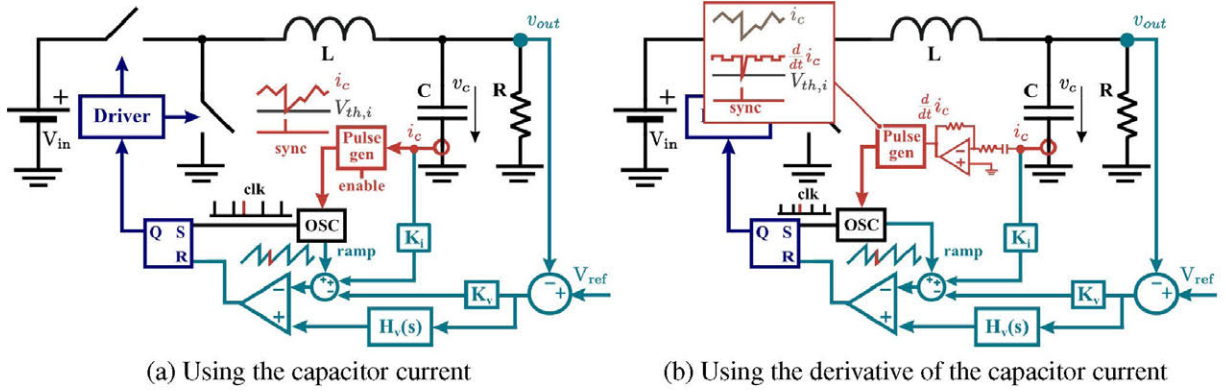 v_out
L
+
V_in
Driver
i_c
V_th,i
sync
C
v_c
R
Pulse gen
i_c
enable
clk
OSC
Q S
R
ramp
K_i
+ + −
V_ref
−
+
K_v
−
+
H_v(s)
(a) Using the capacitor current
v_out
i_c
L
d/dt i_c
V_th,i
sync
+
V_in
C
v_c
R
d/dt i_c
i_c
Pulse gen
−
+
clk
OSC
Q S
R
ramp
K_i
+ + −
V_ref
−
+
K_v
−
+
H_v(s)
(b) Using the derivative of the capacitor current